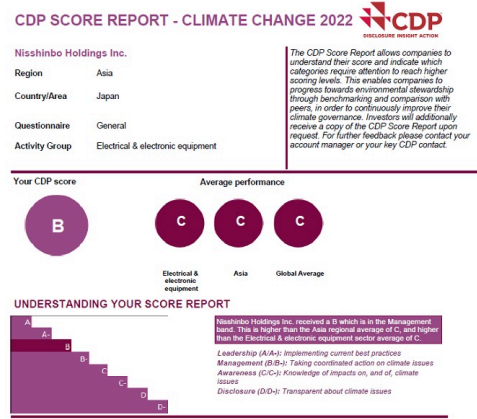 CDP SCORE REPORT - CLIMATE CHANGE 2022
CDP
DISCLOSURE INSIGHT ACTION
Nisshinbo Holdings Inc.
Region Asia
Country/Area Japan
Questionnaire General
Activity Group Electrical & electronic equipment
The CDP Score Report allows companies to
understand their score and indicate which
categories require attention to reach higher
scoring levels. This enables companies to
progress towards environmental stewardship
through benchmarking and comparison with
peers, in order to continuously improve their
climate governance. Investors will additionally
receive a copy of the CDP Score Report upon
request. For further feedback please contact your
account manager or your key CDP contact.
Your CDP score
Average performance
B
C C C
Electrical &
electronic
equipment
Asia
Global Average
UNDERSTANDING YOUR SCORE REPORT
A
A-
B
B-
C
C-
D
D-
Nisshinbo Holdings Inc. received a B which is in the Management
band. This is higher than the Asia regional average of C, and higher
than the Electrical & electronic equipment sector average of C.
Leadership (A/A-): Implementing current best practices
Management (B/B-): Taking coordinated action on climate issues
Awareness (C/C-): Knowledge of impacts on, and of, climate
issues
Disclosure (D/D-): Transparent about climate issues